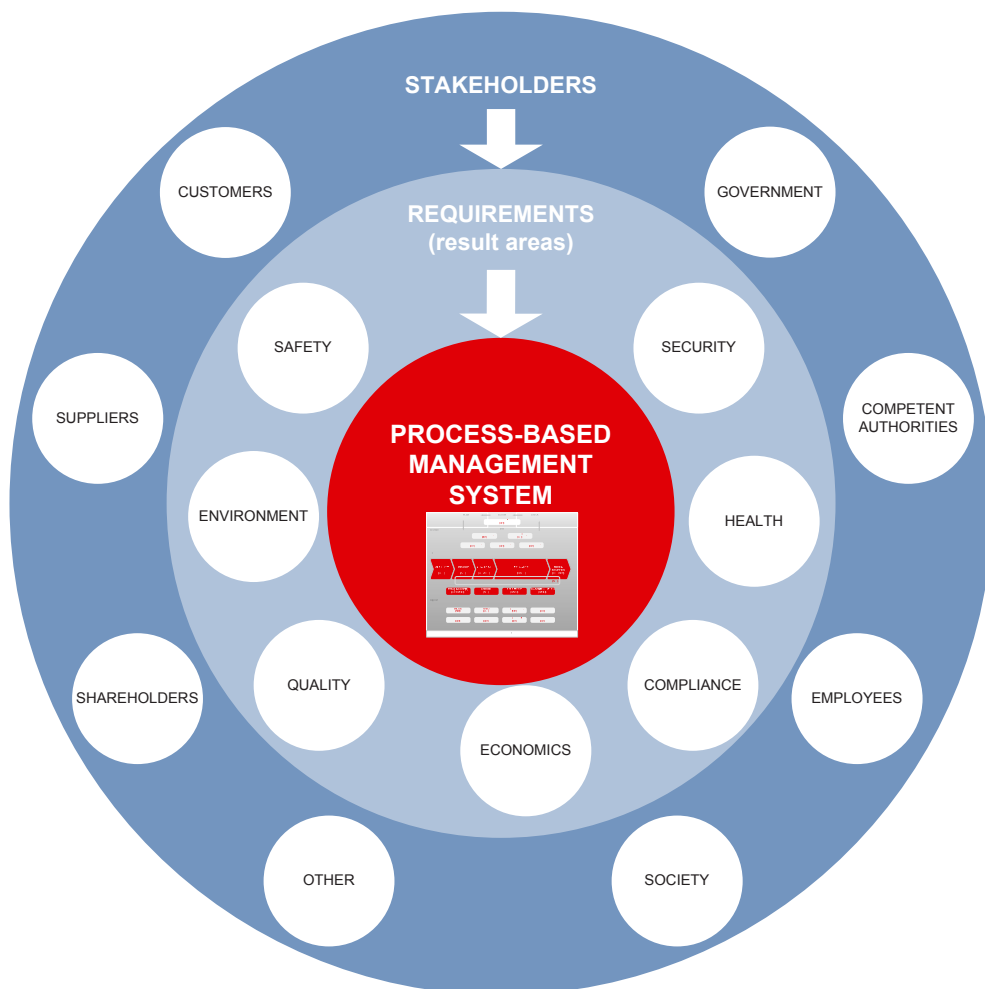 STAKEHOLDERS
CUSTOMERS
GOVERNMENT
REQUIREMENTS
(result areas)
SAFETY
SECURITY
SUPPLIERS
COMPETENT
AUTHORITIES
PROCESS-BASED
MANAGEMENT
SYSTEM
ENVIRONMENT
HEALTH
QUALITY
COMPLIANCE
SHAREHOLDERS
EMPLOYEES
ECONOMICS
OTHER
SOCIETY